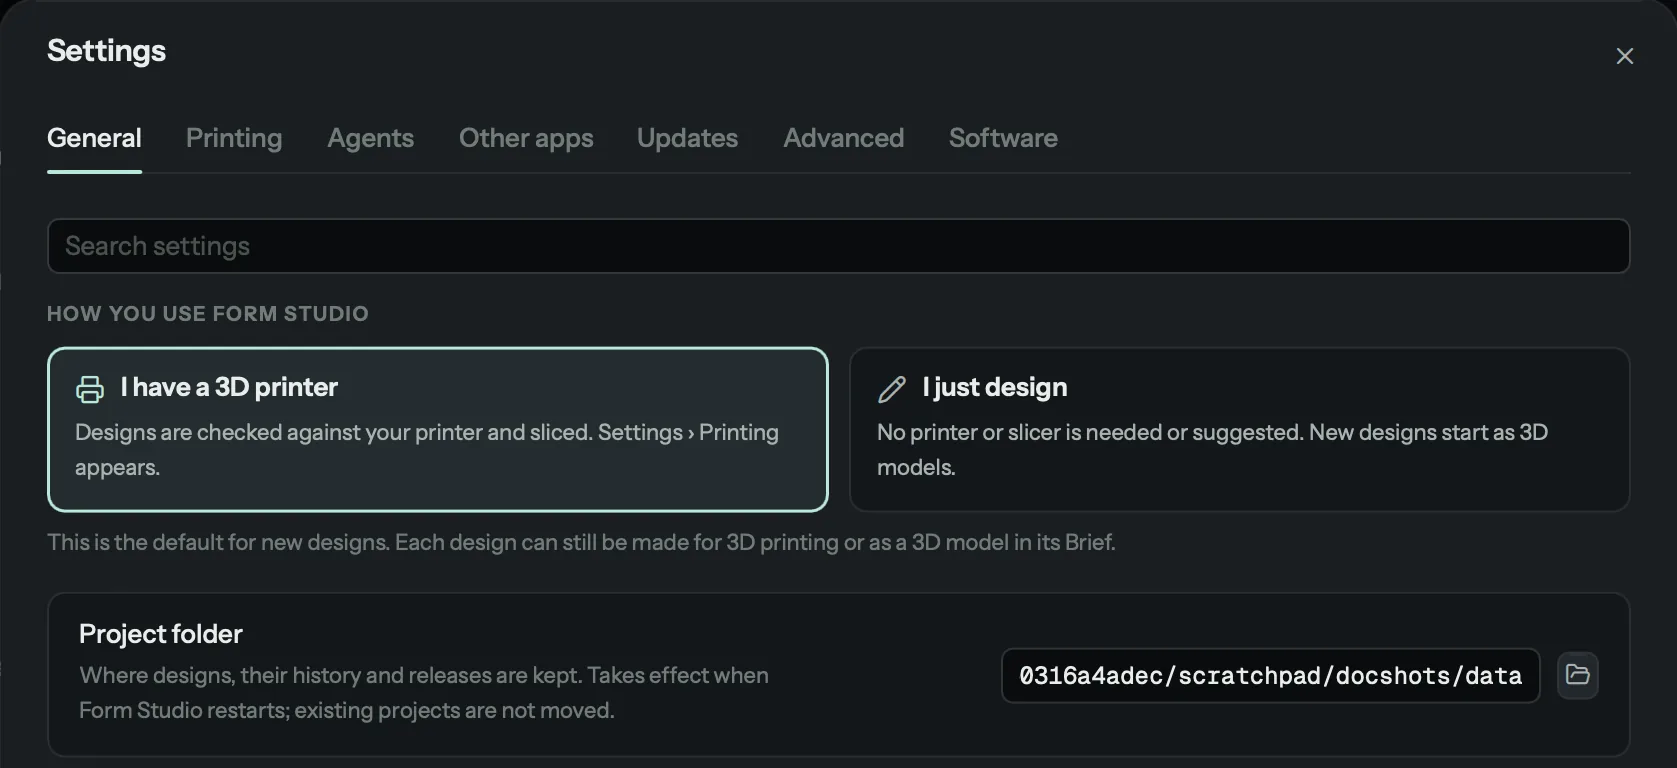 Settings
General Printing Agents Other apps Updates Advanced Software
Search settings
HOW YOU USE FORM STUDIO
I have a 3D printer
Designs are checked against your printer and sliced. Settings › Printing
appears.
I just design
No printer or slicer is needed or suggested. New designs start as 3D
models.
This is the default for new designs. Each design can still be made for 3D printing or as a 3D model in its Brief.
Project folder
Where designs, their history and releases are kept. Takes effect when
Form Studio restarts; existing projects are not moved.
0316a4adec/scratchpad/docshots/data